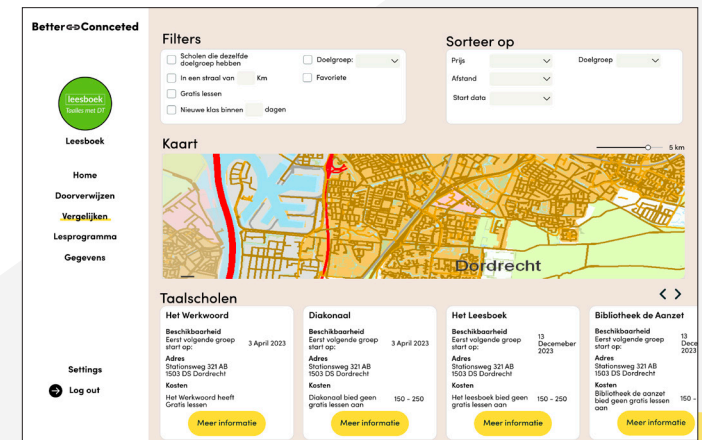 Better Connceted
leesboek
Taalles met DT
Leesboek
Home
Doorverwijzen
Vergelijken
Lesprogramma
Gegevens
Settings
Log out
Filters
Scholen die dezelfde
doelgroep hebben
In een straal van Km
Gratis lessen
Nieuwe klas binnen dagen
Doelgroep:
Favoriete
Sorteer op
Prijs
Afstand
Start data
Doelgroep
Kaart
5 km
Dordrecht
Taalscholen
Het Werkwoord
Beschikbaarheid
Eerst volgende groep
start op:
3 April 2023
Adres
Stationsweg 321 AB
1503 DS Dordrecht
Kosten
Het Werkwoord heeft
Gratis lessen
Meer informatie
Diakonaal
Beschikbaarheid
Eerst volgende groep
start op:
3 April 2023
Adres
Stationsweg 321 AB
1503 DS Dordrecht
Kosten
Diakonaal bied geen
gratis lessen aan
150 - 250
Meer informatie
Het Leesboek
Beschikbaarheid
Eerst volgende groep
start op:
13
Decemeber
2023
Adres
Stationsweg 321 AB
1503 DS Dordrecht
Kosten
Het leesboek bied geen
gratis lessen aan
150 - 250
Meer informatie
Bibliotheek de Aanzet
Beschikbaarheid
Eerst volgende groep
start op:
13
Dece
2023
Adres
Stationsweg 321 AB
1503 DS Dordrecht
Kosten
Bibliotheek de aanzet
bied geen gratis lessen
aan
150 -
Meer informatie